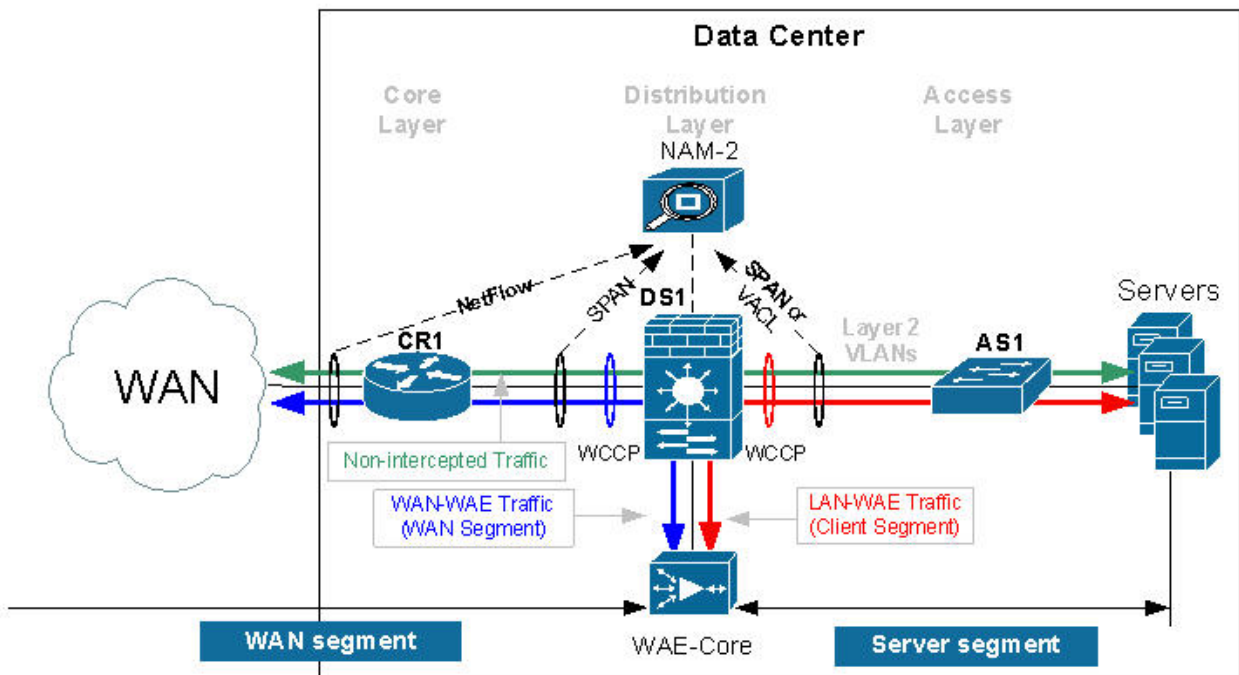 Data Center
Core
Layer
Distribution
Layer
Access
Layer
NAM-2
NetFlow
SPAN
SPAN or
VACL
DS1
Servers
CR1
Layer 2
VLANs
AS1
WAN
WCCP
WCCP
Non-intercepted Traffic
WAN-WAE Traffic
(WAN Segment)
LAN-WAE Traffic
(Client Segment)
WAN segment
WAE-Core
Server segment